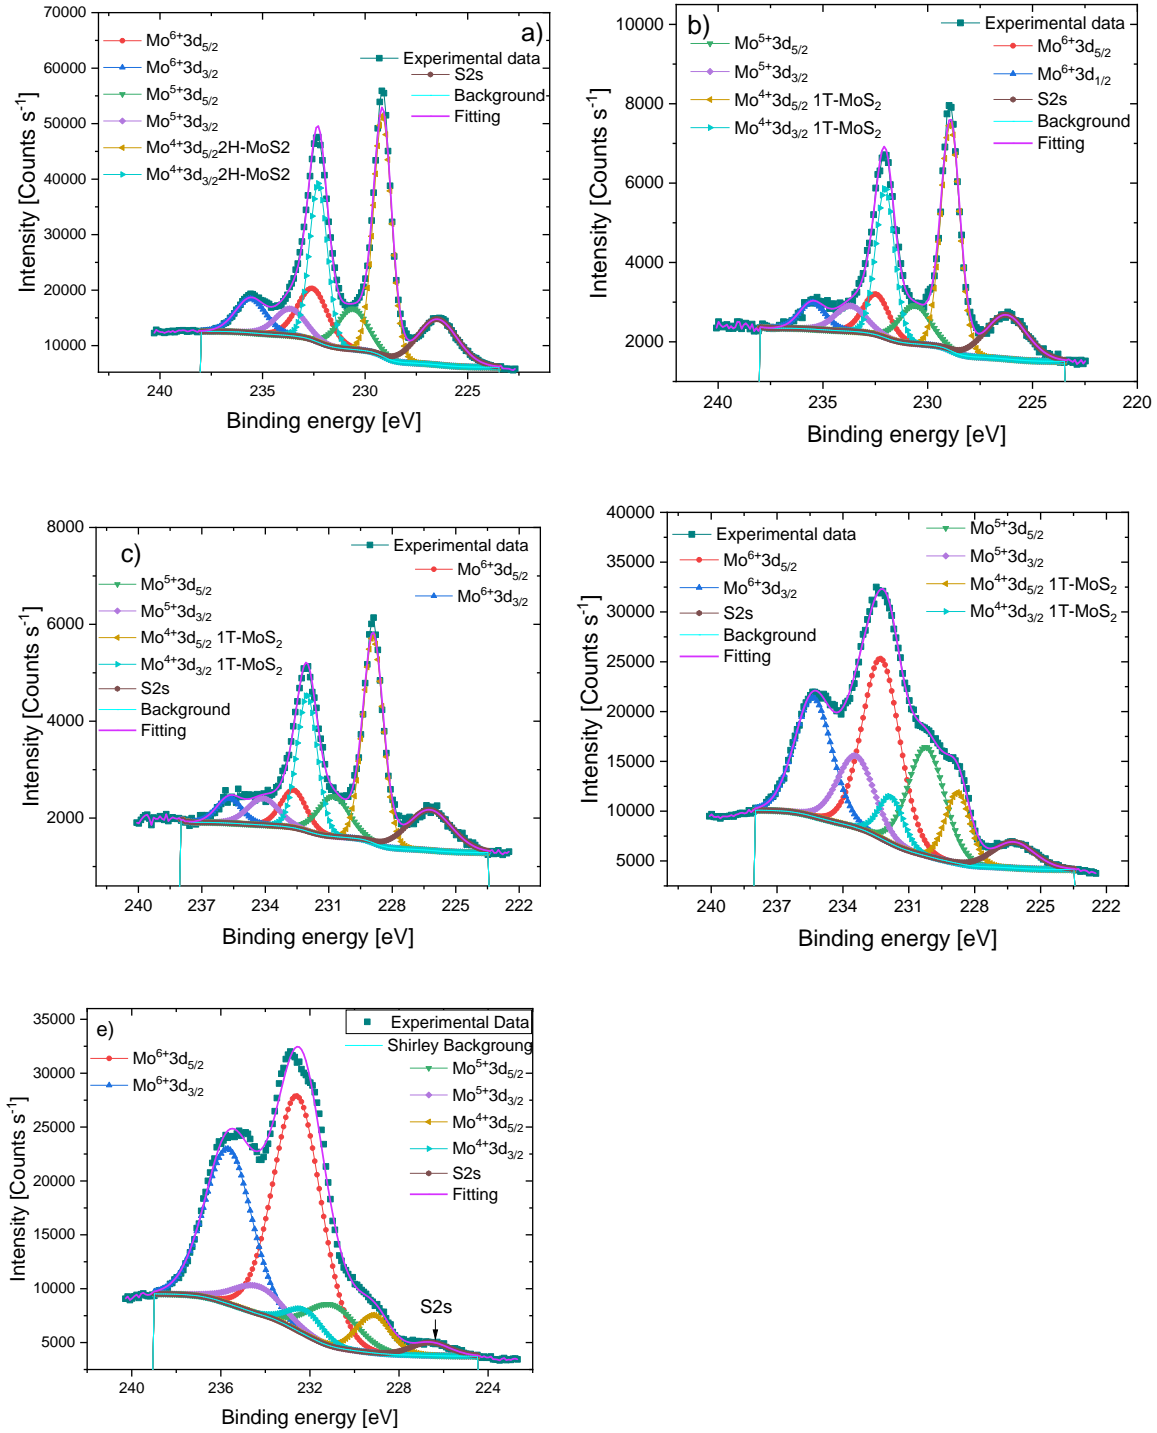 a)
Mo6+3d5/2
Mo6+3d3/2
Mo5+3d5/2
Mo5+3d3/2
Mo4+3d5/22H-MoS2
Mo4+3d3/22H-MoS2
Experimental data
S2s
Background
Fitting
70000
60000
50000
40000
30000
20000
10000
Intensity [Counts s-1]
240
235
230
225
Binding energy [eV]
b)
Mo5+3d5/2
Mo5+3d3/2
Mo4+3d5/2 1T-MoS2
Mo4+3d3/2 1T-MoS2
Experimental data
Mo6+3d5/2
Mo6+3d1/2
S2s
Background
Fitting
10000
8000
6000
4000
2000
Intensity [Counts s-1]
240
235
230
225
220
Binding energy [eV]
c)
Experimental data
Mo6+3d5/2
Mo6+3d3/2
Mo5+3d5/2
Mo5+3d3/2
Mo4+3d5/2 1T-MoS2
Mo4+3d3/2 1T-MoS2
S2s
Background
Fitting
8000
6000
4000
2000
Intensity [Counts s-1]
240
237
234
231
228
225
222
Binding energy [eV]
Experimental data
Mo6+3d5/2
Mo6+3d3/2
S2s
Background
Fitting
Mo5+3d5/2
Mo5+3d3/2
Mo4+3d5/2 1T-MoS2
Mo4+3d3/2 1T-MoS2
40000
35000
30000
25000
20000
15000
10000
5000
Intensity [Counts s-1]
240
237
234
231
228
225
222
Binding energy [eV]
e)
Mo6+3d5/2
Mo6+3d3/2
Experimental Data
Shirley Backgroung
Mo5+3d5/2
Mo5+3d3/2
Mo4+3d5/2
Mo4+3d3/2
S2s
Fitting
S2s
35000
30000
25000
20000
15000
10000
5000
Intensity [Counts s-1]
240
236
232
228
224
Binding energy [eV]